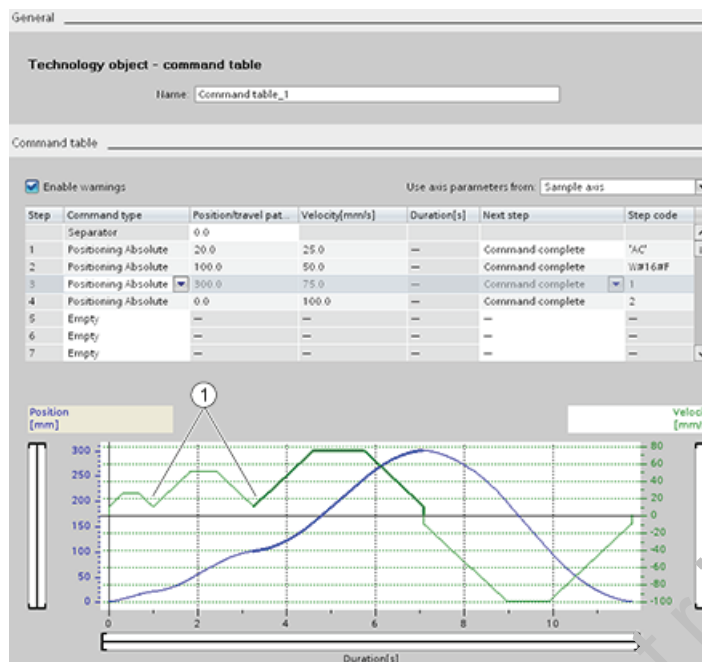 General
Technology object - command table
Name: Command table_1
Command table
Enable warnings
Use axis parameters from: Sample axis
Step Command type Position/travel pat... Velocity[mm/s] Duration[s] Next step Step code
Separator 0.0
1 Positioning Absolute 20.0 25.0 — Command complete 'AC'
2 Positioning Absolute 100.0 50.0 — Command complete W#16#F
3 Positioning Absolute 300.0 75.0 — Command complete 1
4 Positioning Absolute 0.0 100.0 — Command complete 2
5 Empty — — — — —
6 Empty — — — — —
7 Empty — — — — —
1
Position
[mm]
Veloci
[mm/
300
250
200
150
100
50
0
80
60
40
20
0
-20
-40
-60
-80
-100
0 2 4 6 8 10
Duration[s]